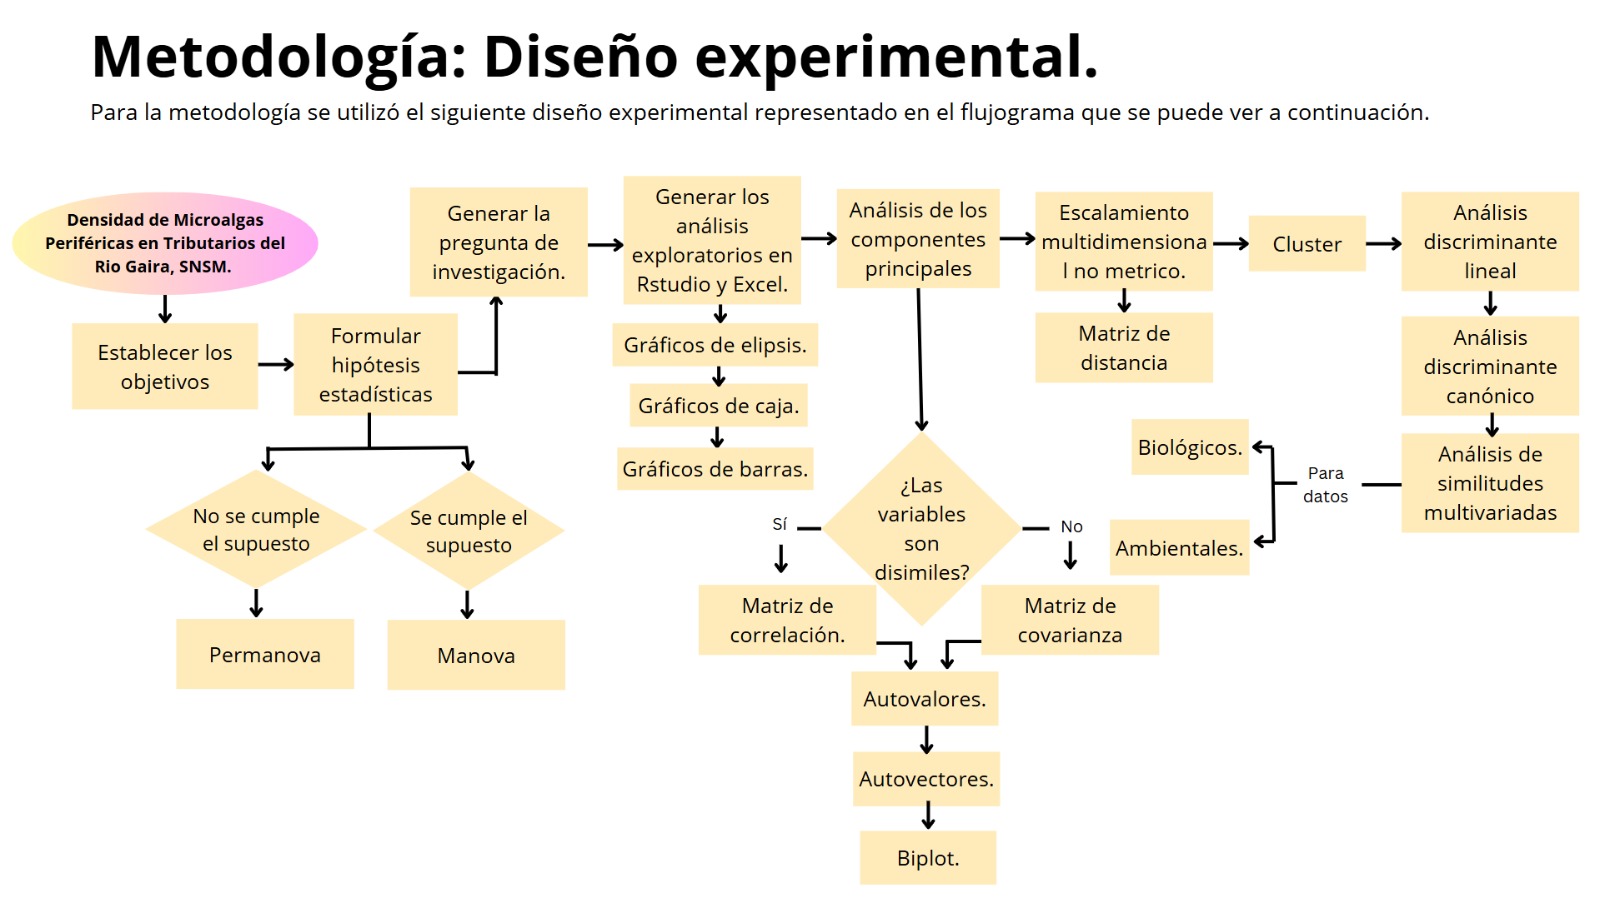 Metodología: Diseño experimental.
Para la metodología se utilizó el siguiente diseño experimental representado en el flujograma que se puede ver a continuación.
Densidad de Microalgas
Periféricas en Tributarios del
Rio Gaira, SNSM.
Establecer los
objetivos
Formular
hipótesis
estadísticas
No se cumple
el supuesto
Se cumple el
supuesto
Permanova
Manova
Generar la
pregunta de
investigación.
Generar los
análisis
exploratorios en
Rstudio y Excel.
Gráficos de elipsis.
Gráficos de caja.
Gráficos de barras.
Análisis de los
componentes
principales
¿Las
variables
son
disimiles?
Sí
No
Matriz de
correlación.
Matriz de
covarianza
Autovalores.
Autovectores.
Biplot.
Escalamiento
multidimensiona
l no metrico.
Matriz de
distancia
Cluster
Análisis
discriminante
lineal
Análisis
discriminante
canónico
Análisis de
similitudes
multivariadas
Para
datos
Biológicos.
Ambientales.